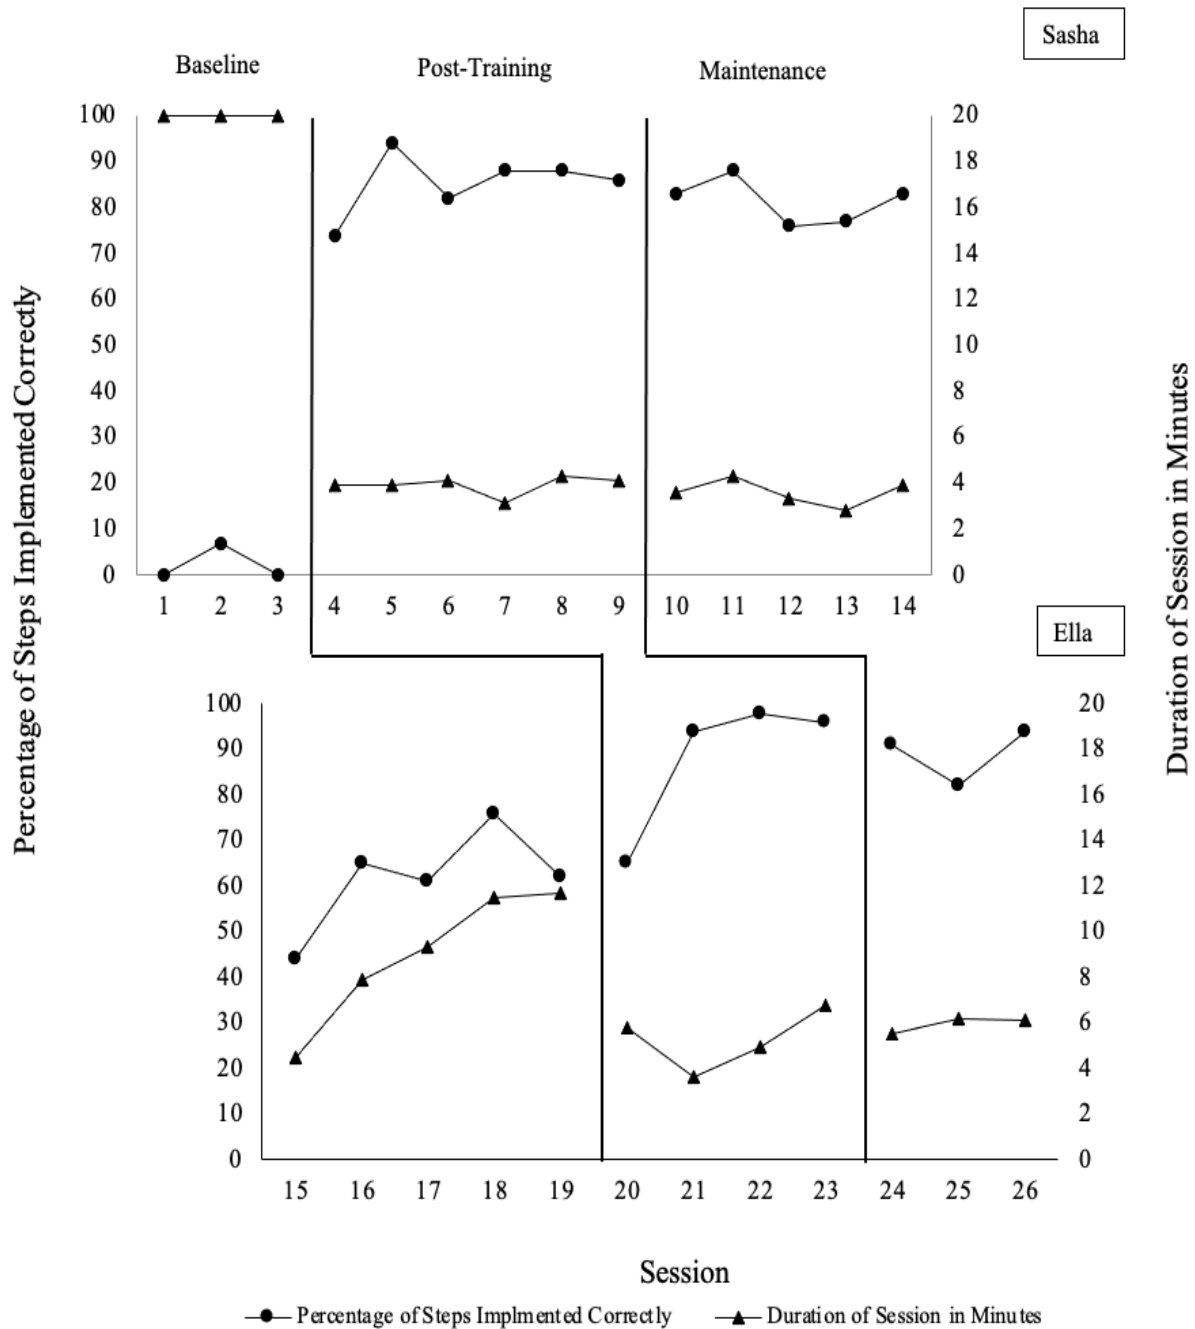 Sasha
Baseline Post-Training Maintenance
100 20
90 18
80 16
70 14
60 12
50 10
40 8
30 6
20 4
10 2
0 0
1 2 3 4 5 6 7 8 9 10 11 12 13 14
Percentage of Steps Implemented Correctly
Duration of Session in Minutes
Ella
100 20
90 18
80 16
70 14
60 12
50 10
40 8
30 6
20 4
10 2
0 0
15 16 17 18 19 20 21 22 23 24 25 26
Session
Percentage of Steps Implmented Correctly Duration of Session in Minutes